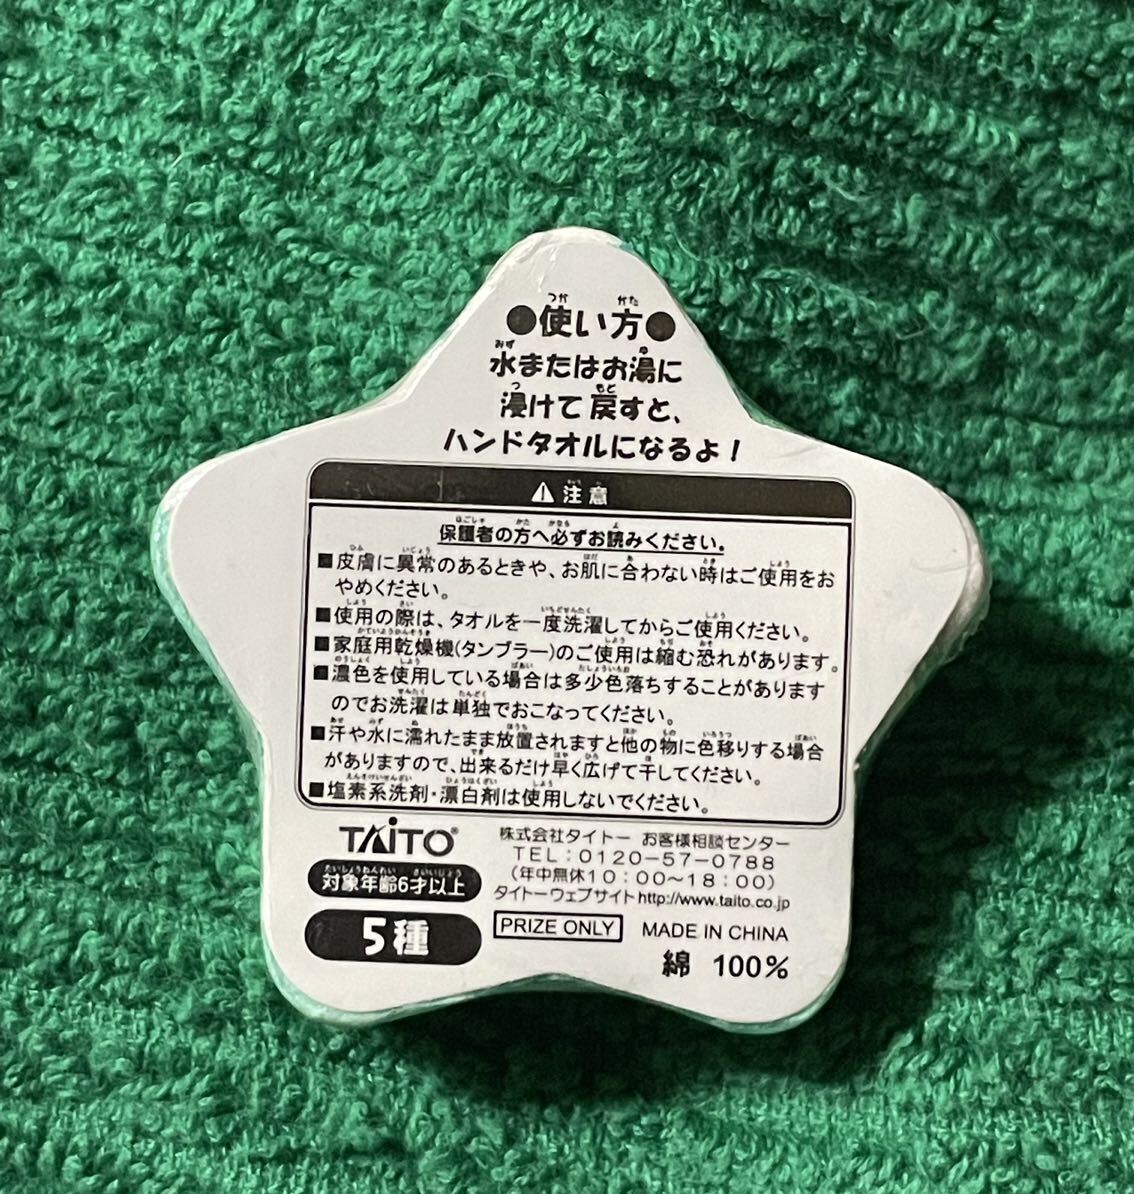 ●使い方●
水またはお湯に
浸けて戻すと、
ハンドタオルになるよ！
⚠注意
保護者の方へ必ずお読みください。
■皮膚に異常のあるときや、お肌に合わない時はご使用をお
やめください。
■使用の際は、タオルを一度洗濯してからご使用ください。
■家庭用乾燥機(タンブラー)のご使用は縮む恐れがあります。
■濃色を使用している場合は多少色落ちすることがあります
のでお洗濯は単独でおこなってください。
■汗や水に濡れたまま放置されますと他の物に色移りする場合
がありますので、出来るだけ早く広げて干してください。
■塩素系洗剤・漂白剤は使用しないでください。
TAITO®
対象年齢6才以上
5種
株式会社タイトー お客様相談センター
TEL：0120-57-0788
(年中無休10：00〜18：00)
タイトーウェブサイトhttp://www.taito.co.jp
PRIZE ONLY MADE IN CHINA
綿 100%